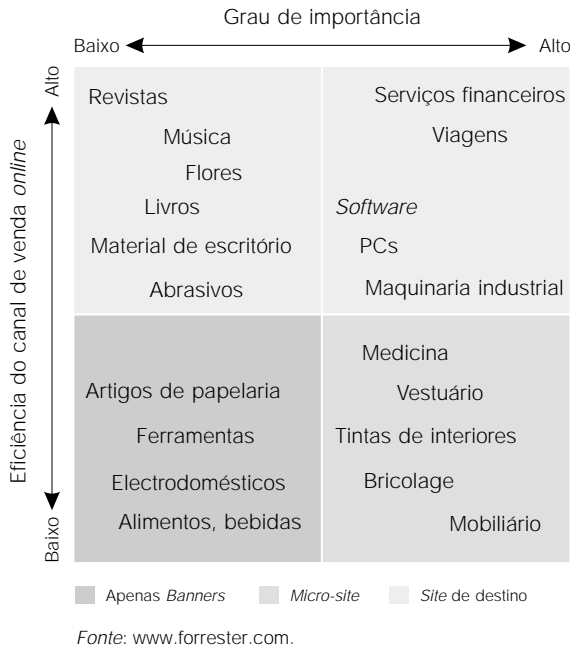 Grau de importância
Baixo Alto
Alto
Eficiência do canal de venda online
Baixo
Revistas
Música
Flores
Livros
Material de escritório
Abrasivos
Serviços financeiros
Viagens
Software
PCs
Maquinaria industrial
Artigos de papelaria
Ferramentas
Electrodomésticos
Alimentos, bebidas
Medicina
Vestuário
Tintas de interiores
Bricolage
Mobiliário
Apenas Banners Micro-site Site de destino
Fonte: www.forrester.com.